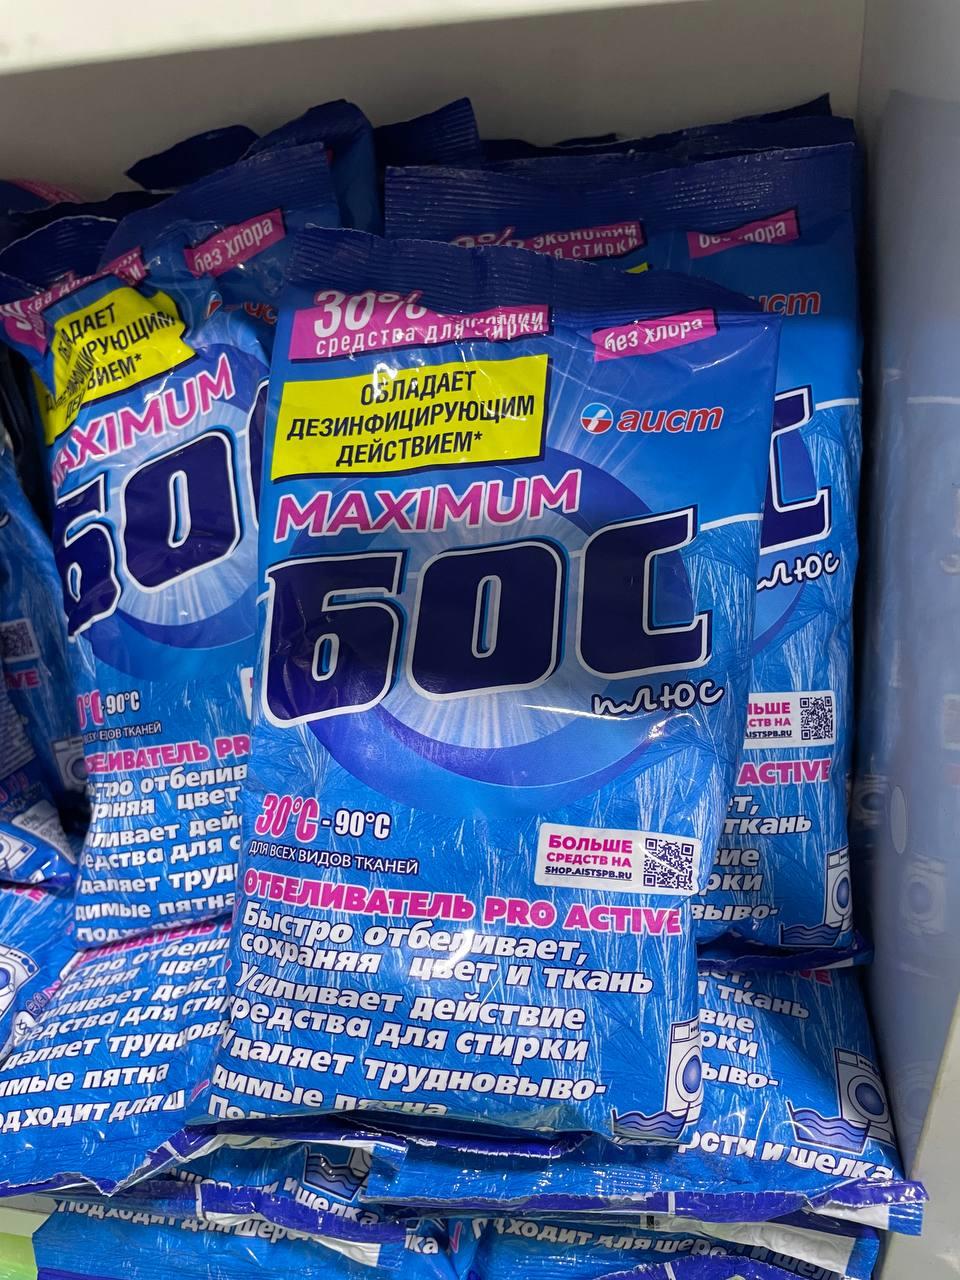 30% экономии
средства для стирки
без хлора
ОБЛАДАЕТ
ДЕЗИНФИЦИРУЮЩИМ
ДЕЙСТВИЕМ*
аист
MAXIMUM
БОС
плюс
30°C - 90°C
ДЛЯ ВСЕХ ВИДОВ ТКАНЕЙ
БОЛЬШЕ
СРЕДСТВ НА
SHOP.AISTSPB.RU
ОТБЕЛИВАТЕЛЬ PRO ACTIVE
Быстро отбеливает,
сохраняя цвет и ткань
Усиливает действие
средства для стирки
Удаляет трудновыво-
димые пятна